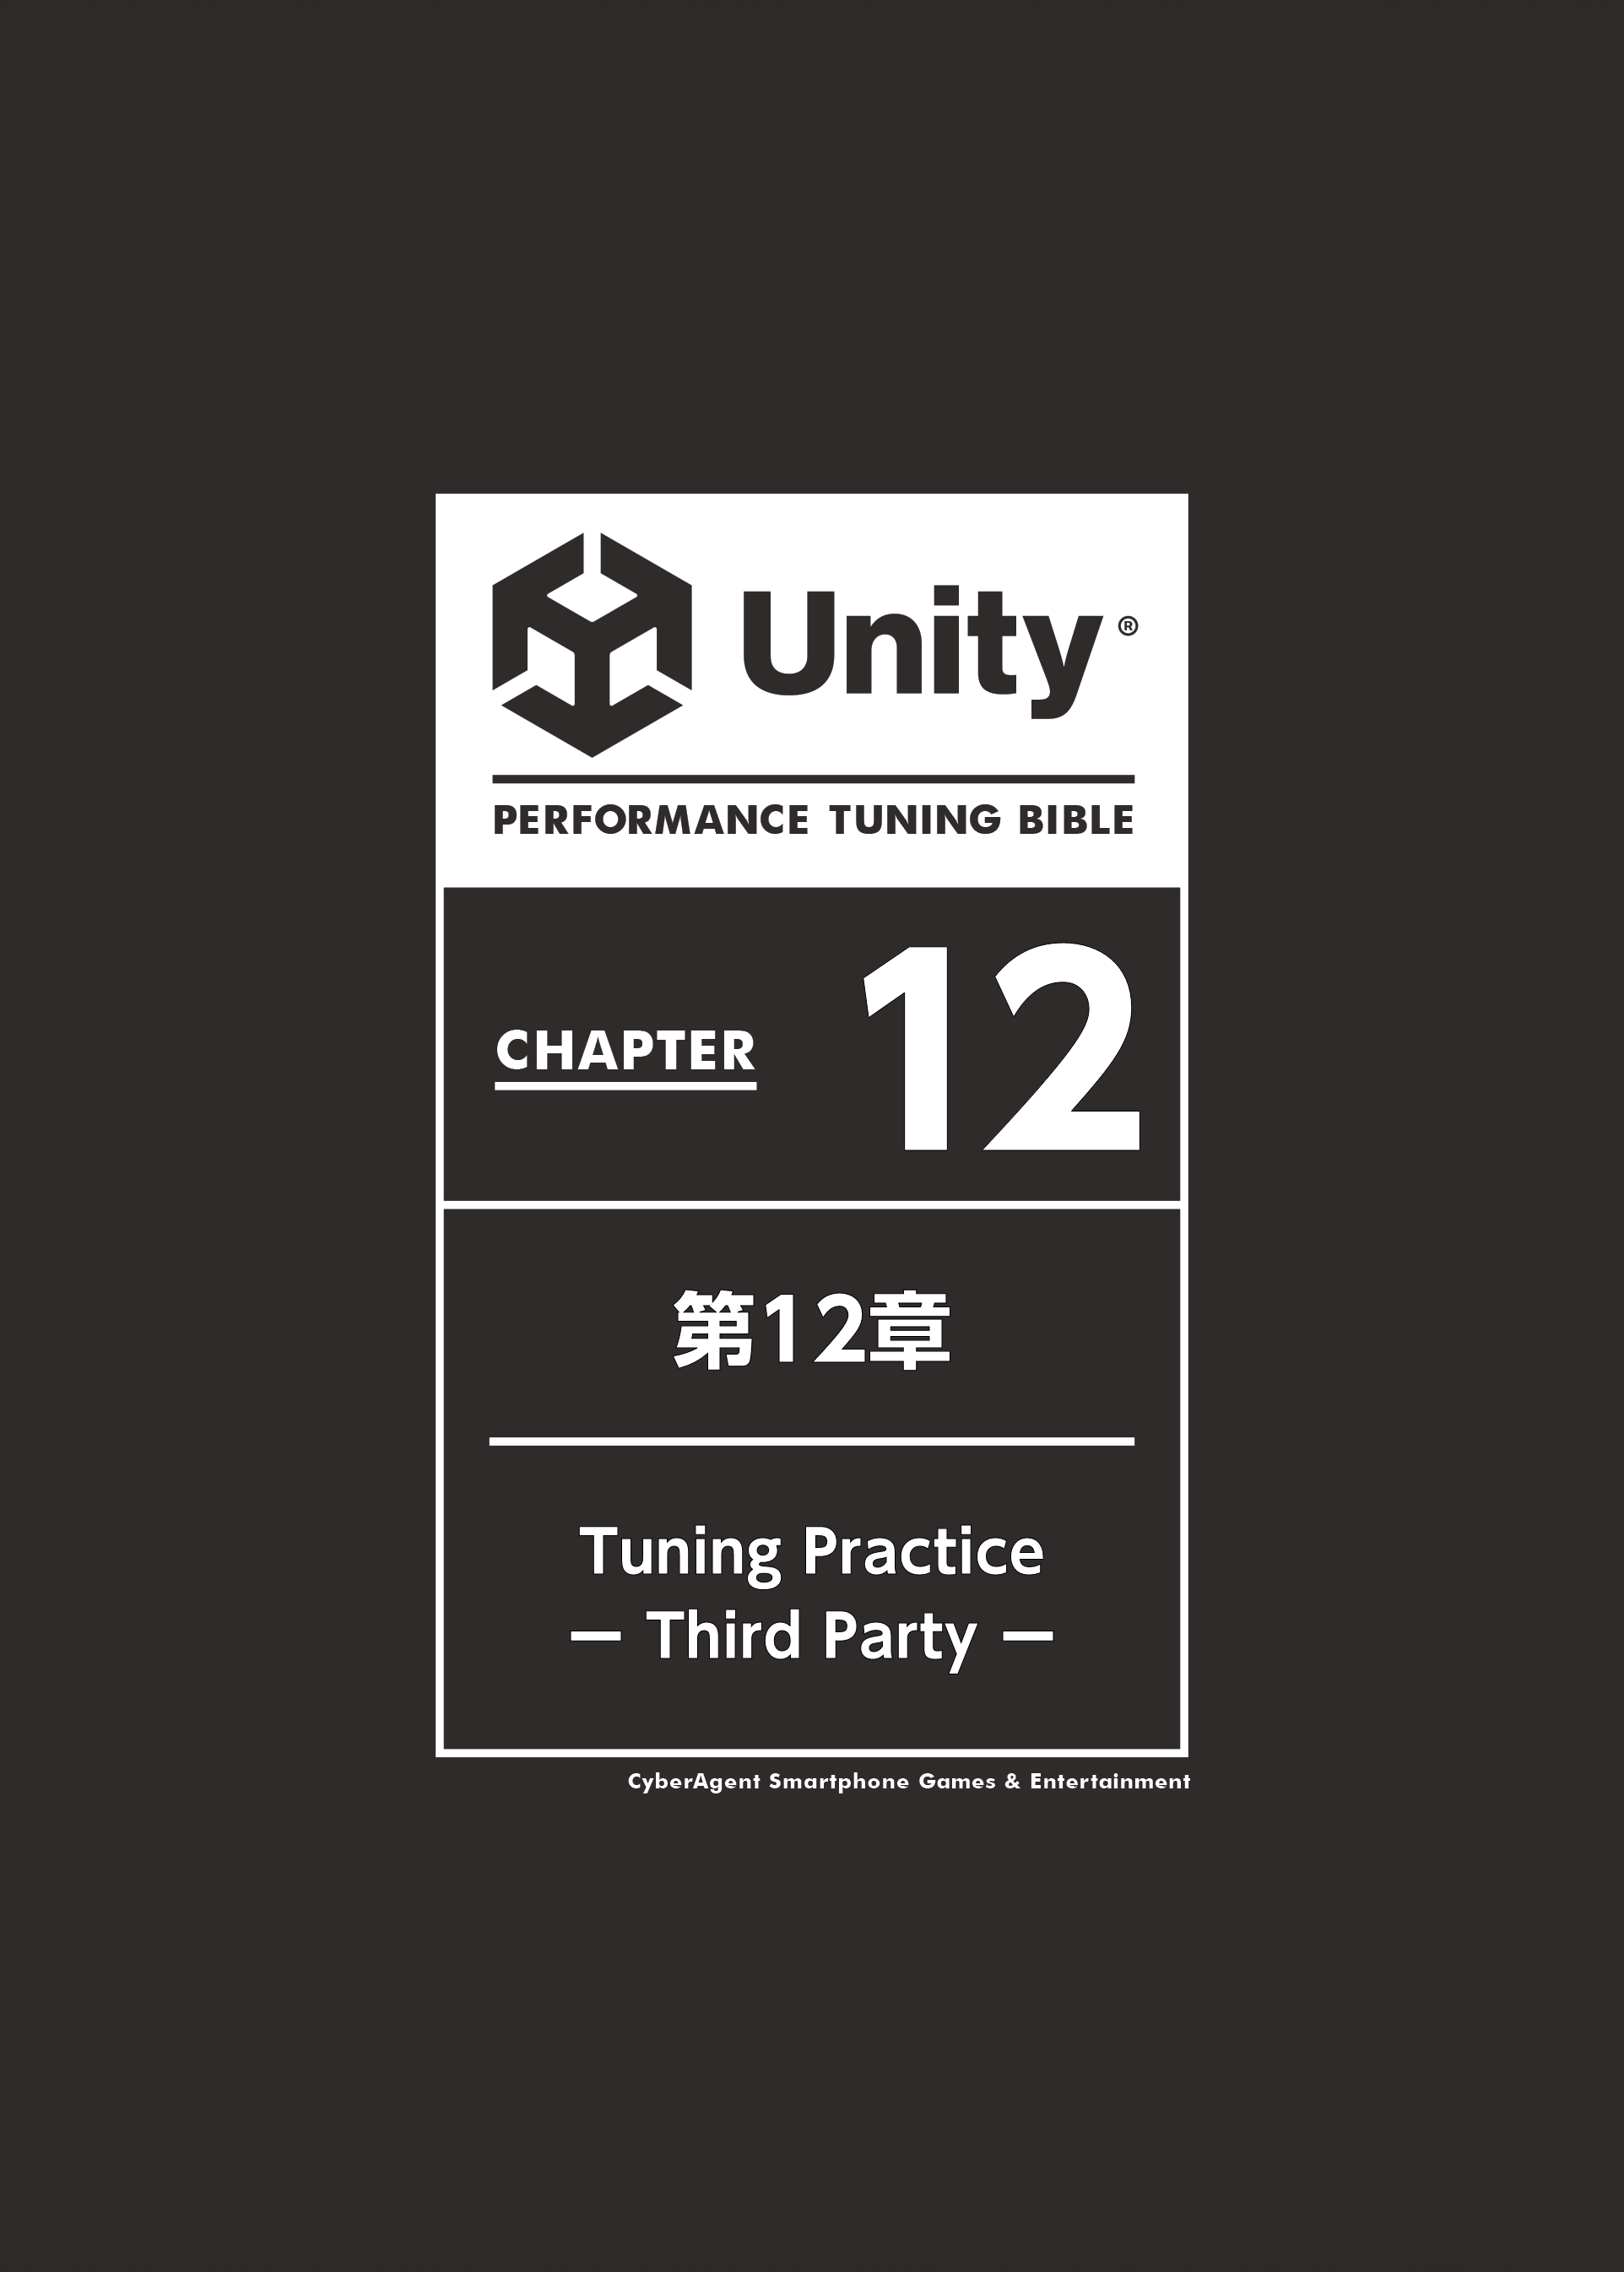 Unity®
PERFORMANCE TUNING BIBLE
CHAPTER
12
第12章
Tuning Practice
— Third Party —
CyberAgent Smartphone Games & Entertainment